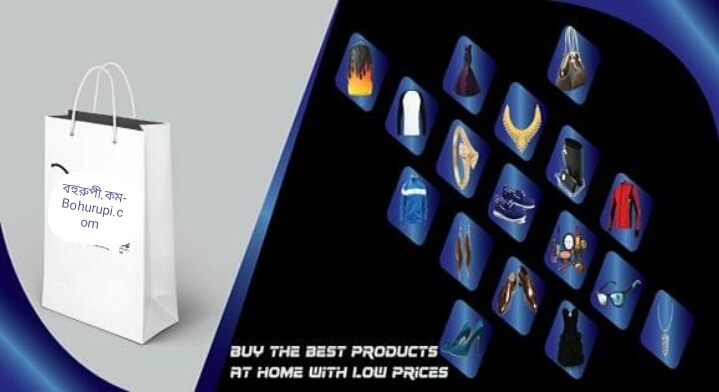 বহুরুপী.কম-
Bohurupi.c
om
BUY THE BEST PRODUCTS
AT HOME WITH LOW PRICES